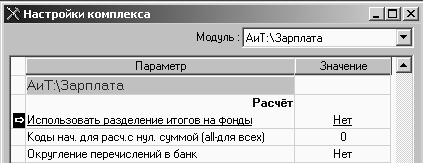 Настройки комплекса
Модуль : АиТ:\Зарплата
Параметр Значение
АиТ:\Зарплата
Расчёт
Использовать разделение итогов на фонды Нет
Коды нач. для расч.с нул. суммой (all-для всех) 0
Округление перечислений в банк Нет